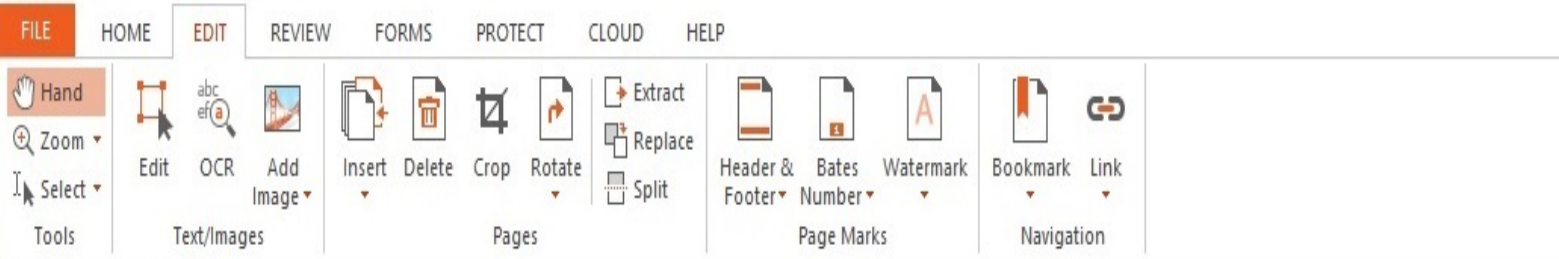 FILE HOME EDIT REVIEW FORMS PROTECT CLOUD HELP
Hand
Zoom
Select
Tools
abc
ef a
Edit
OCR
Add
Image
Text/Images
Insert
Delete
Crop
Rotate
Extract
Replace
Split
Pages
Header &
Footer
1
Bates
Number
A
Watermark
Page Marks
Bookmark
Link
Navigation